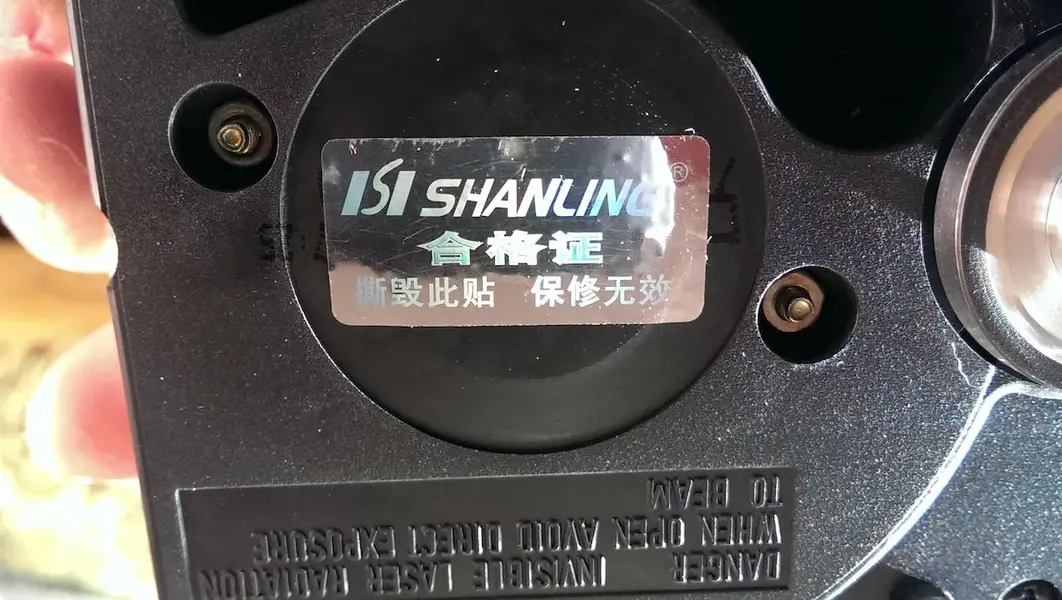 SHANLING®
合格证
撕毁此贴 保修无效
DANGER INVISIBLE LASER RADIATION
WHEN OPEN AVOID DIRECT EXPOSURE
TO BEAM